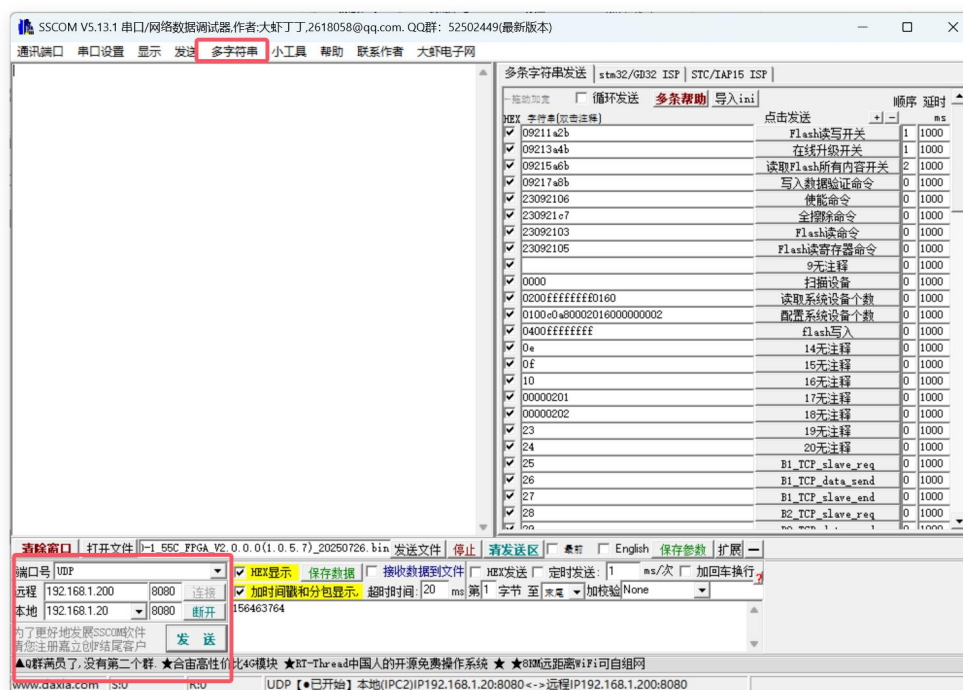 SSCOM V5.13.1 串口/网络数据调试器,作者:大虾丁丁,2618058@qq.com. QQ群: 52502449(最新版本)
通讯端口 串口设置 显示 发送 多字符串 小工具 帮助 联系作者 大虾电子网
多条字符串发送 stm32/GD32 ISP STC/IAP15 ISP
拖动加宽 循环发送 多条帮助 导入ini 顺序 延时
HEX 字符串(双击注释) 点击发送 + - ms
09211a2b Flash读写开关 1 1000
09213a4b 在线升级开关 1 1000
09215a6b 读取Flash所有内容开关 2 1000
09217a8b 写入数据验证命令 0 1000
23092106 使能命令 0 1000
230921c7 全擦除命令 0 1000
23092103 Flash读命令 0 1000
23092105 Flash读寄存器命令 0 1000
9无注释 0 1000
0000 扫描设备 0 1000
0200ffffffff0160 读取系统设备个数 0 1000
0100c0a80002016000000002 配置系统设备个数 0 1000
0400ffffffff flash写入 0 1000
0e 14无注释 0 1000
0f 15无注释 0 1000
10 16无注释 0 1000
00000201 17无注释 0 1000
00000202 18无注释 0 1000
23 19无注释 0 1000
24 20无注释 0 1000
25 B1_TCP_slave_req 0 1000
26 B1_TCP_data_send 0 1000
27 B1_TCP_slave_end 0 1000
28 B2_TCP_slave_req 0 1000
清除窗口 打开文件 )-1_55C_FPGA_V2.0.0.0(1.0.5.7)_20250726.bin 发送文件 停止 清发送区 最前 English 保存参数 扩展 —
端口号 UDP HEX显示 保存数据 接收数据到文件 HEX发送 定时发送: 1 ms/次 加回车换行
远程 192.168.1.200 8080 连接 加时间戳和分包显示, 超时时间: 20 ms 第 1 字节 至 末尾 加校验 None
本地 192.168.1.20 8080 断开 156463764
为了更好地发展SSCOM软件
请您注册嘉立创F结尾客户
发 送
▲Q群满员了,没有第二个群. ★合宙高性价比4G模块 ★RT-Thread中国人的开源免费操作系统 ★ ★8KM远距离WiFi可自组网
www.daxia.com S:0 R:0 UDP【●已开始】本地(IPC2)IP192.168.1.20:8080<->远程IP192.168.1.200:8080